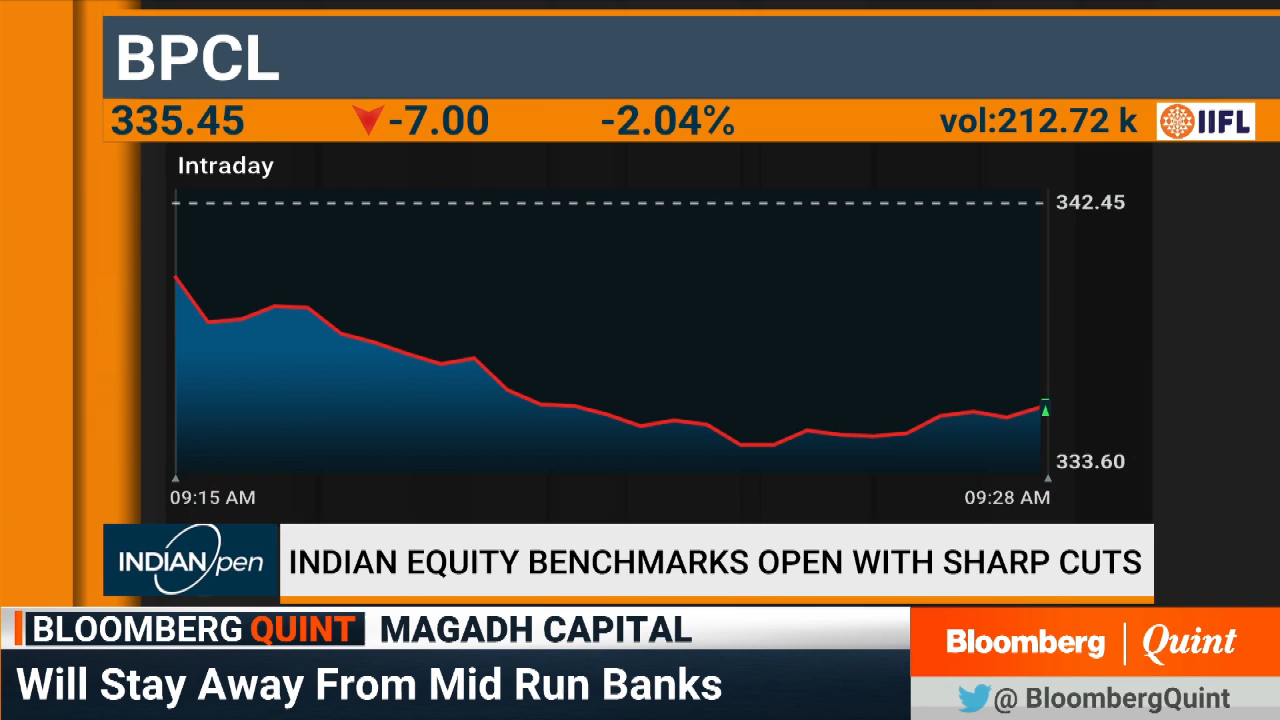 BPCL
335.45 -7.00 -2.04% vol:212.72 k IIFL
Intraday
342.45
333.60
09:15 AM 09:28 AM
INDIAN Open INDIAN EQUITY BENCHMARKS OPEN WITH SHARP CUTS
BLOOMBERG QUINT MAGADH CAPITAL
Will Stay Away From Mid Run Banks
Bloomberg | Quint
@ BloombergQuint